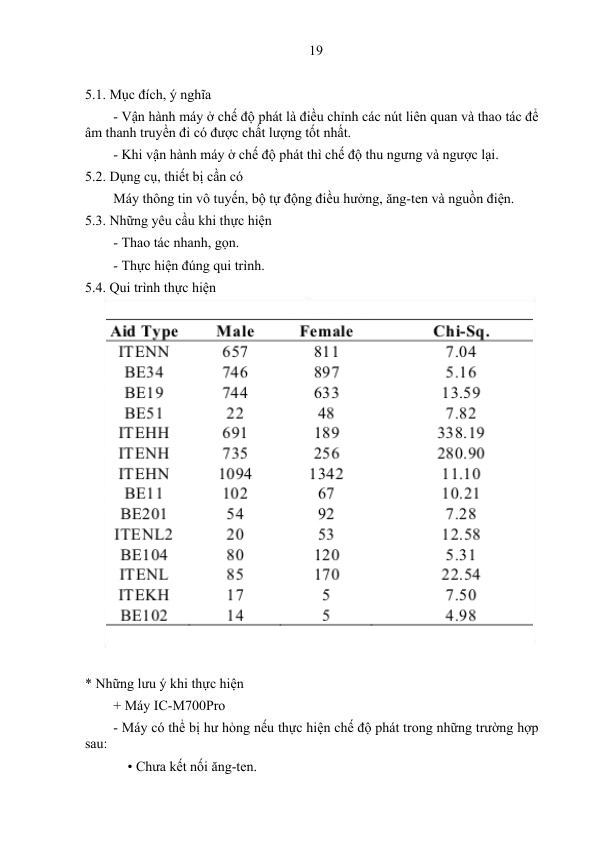 19
5.1. Mục đích, ý nghĩa
- Vận hành máy ở chế độ phát là điều chỉnh các nút liên quan và thao tác để
âm thanh truyền đi có được chất lượng tốt nhất.
- Khi vận hành máy ở chế độ phát thì chế độ thu ngưng và ngược lại.
5.2. Dụng cụ, thiết bị cần có
Máy thông tin vô tuyến, bộ tự động điều hưởng, ăng-ten và nguồn điện.
5.3. Những yêu cầu khi thực hiện
- Thao tác nhanh, gọn.
- Thực hiện đúng qui trình.
5.4. Qui trình thực hiện
Aid Type Male Female Chi-Sq.
ITENN 657 811 7.04
BE34 746 897 5.16
BE19 744 633 13.59
BE51 22 48 7.82
ITEHH 691 189 338.19
ITENH 735 256 280.90
ITEHN 1094 1342 11.10
BE11 102 67 10.21
BE201 54 92 7.28
ITENL2 20 53 12.58
BE104 80 120 5.31
ITENL 85 170 22.54
ITEKH 17 5 7.50
BE102 14 5 4.98
* Những lưu ý khi thực hiện
+ Máy IC-M700Pro
- Máy có thể bị hư hỏng nếu thực hiện chế độ phát trong những trường hợp
sau:
• Chưa kết nối ăng-ten.